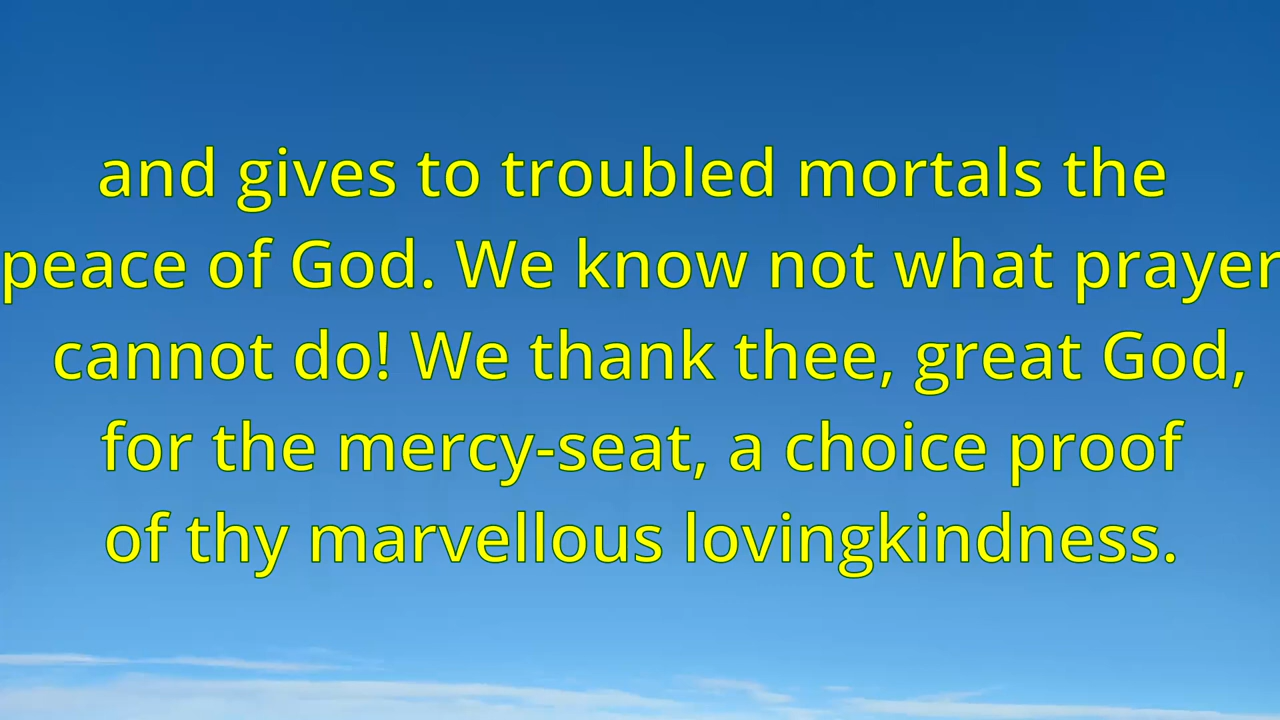 and gives to troubled mortals the
peace of God. We know not what prayer
cannot do! We thank thee, great God,
for the mercy-seat, a choice proof
of thy marvellous lovingkindness.